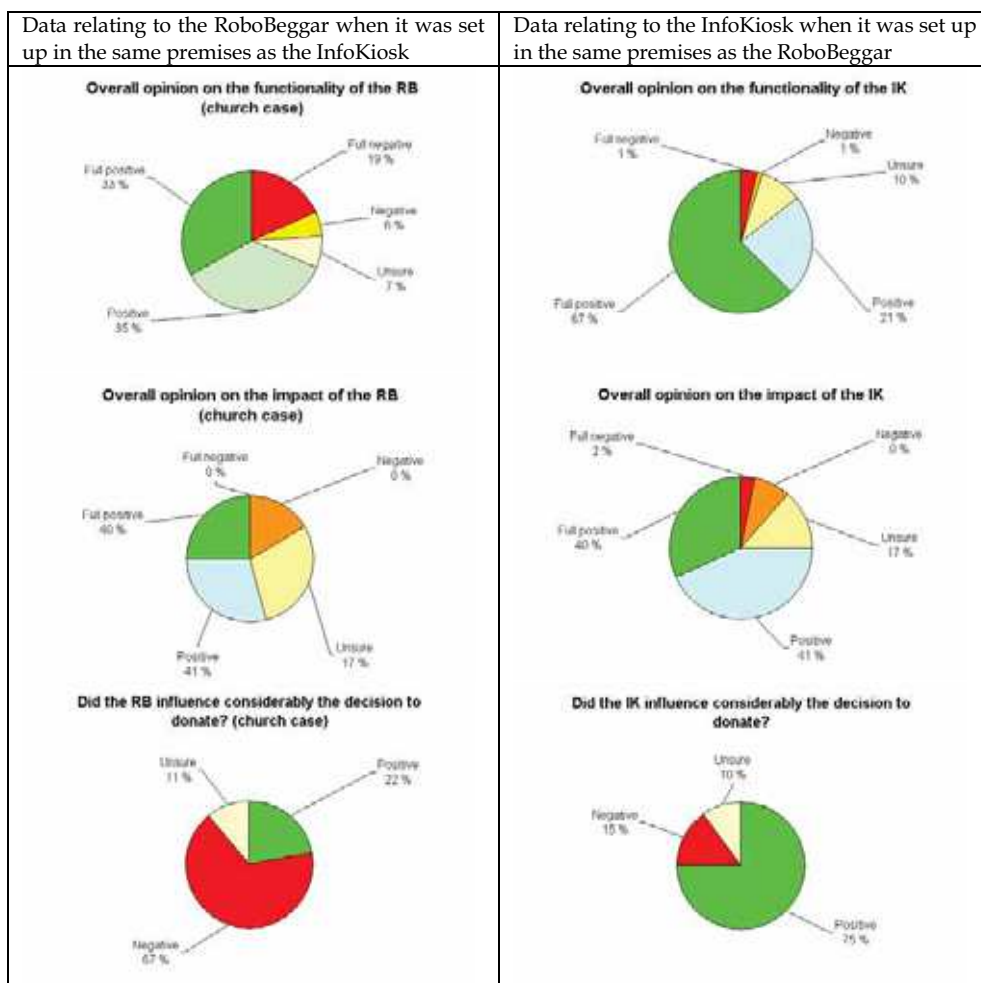 Data relating to the RoboBeggar when it was set
up in the same premises as the InfoKiosk
Data relating to the InfoKiosk when it was set up
in the same premises as the RoboBeggar
Overall opinion on the functionality of the RB
(church case)
Full negative
19 %
Full positive
33 %
Negative
6 %
Unsure
7 %
Positive
35 %
Overall opinion on the functionality of the IK
Full negative
1 %
Negative
1 %
Unsure
10 %
Full positive
67 %
Positive
21 %
Overall opinion on the impact of the RB
(church case)
Full negative
0 %
Negative
0 %
Full positive
40 %
Positive
41 %
Unsure
17 %
Overall opinion on the impact of the IK
Full negative
2 %
Negative
0 %
Full positive
40 %
Unsure
17 %
Positive
41 %
Did the RB influence considerably the decision to
donate? (church case)
Unsure
11 %
Positive
22 %
Negative
67 %
Did the IK influence considerably the decision to
donate?
Unsure
10 %
Negative
15 %
Positive
75 %